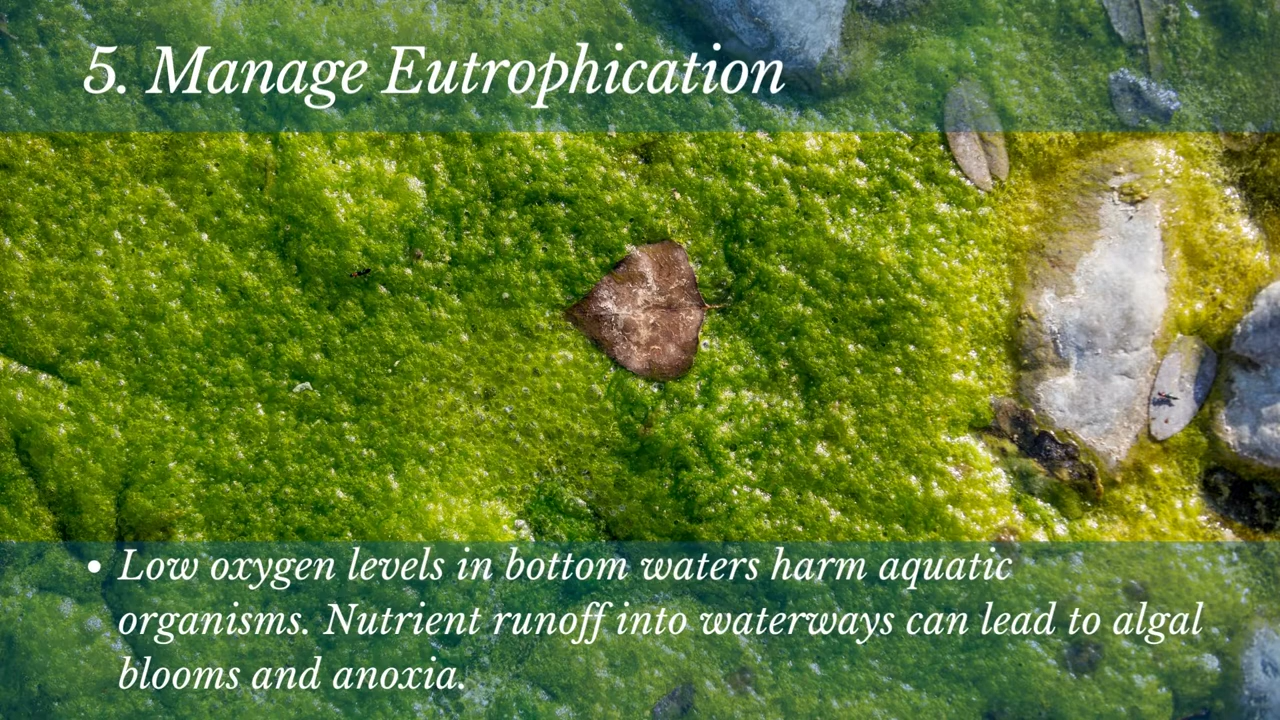 5. Manage Eutrophication
• Low oxygen levels in bottom waters harm aquatic
organisms. Nutrient runoff into waterways can lead to algal
blooms and anoxia.